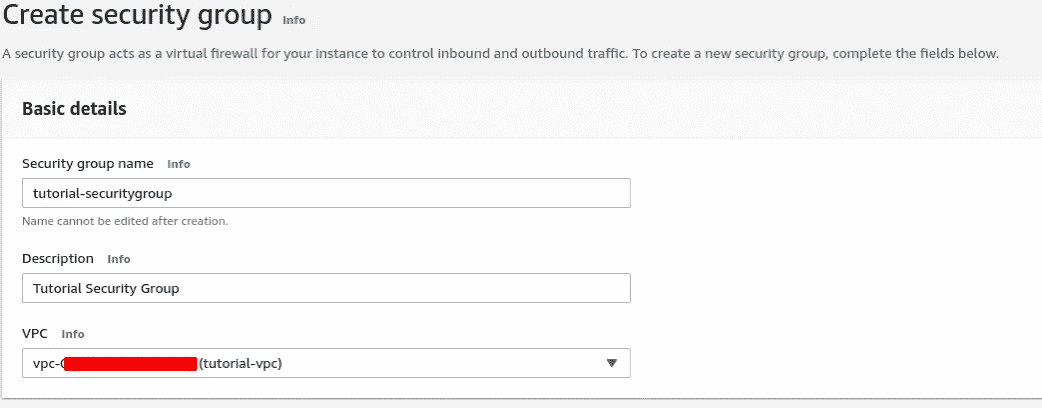 Create security group Info
A security group acts as a virtual firewall for your instance to control inbound and outbound traffic. To create a new security group, complete the fields below.
Basic details
Security group name Info
tutorial-securitygroup
Name cannot be edited after creation.
Description Info
Tutorial Security Group
VPC Info
vpc- (tutorial-vpc)